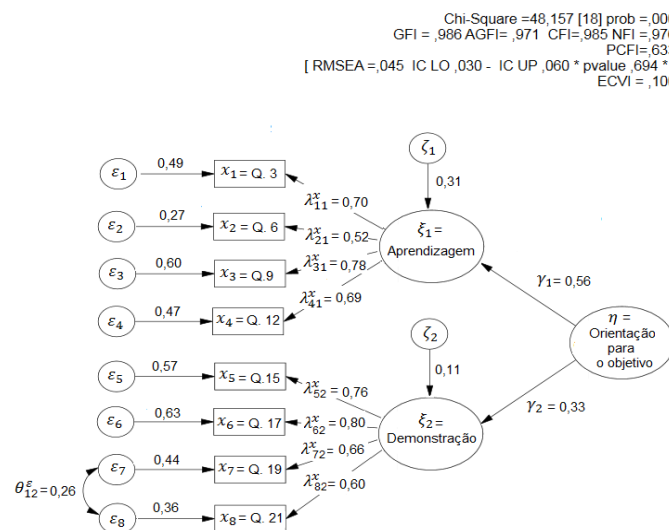 Chi-Square =48,157 [18] prob =,00
GFI = ,986 AGFI= ,971 CFI=,985 NFI =,97
PCFI=,63
[ RMSEA =,045 IC LO ,030 - IC UP ,060 * pvalue ,694 *
ECVI = ,10
ζ1
0,31
ε1 0,49 x1 = Q. 3
λx11 = 0,70
ε2 0,27 x2 = Q. 6
λx21 = 0,52
ξ1 =
Aprendizagem
ε3 0,60 x3 = Q.9
λx31 = 0,78
γ1 = 0,56
ε4 0,47 x4 = Q. 12
λx41 = 0,69
η =
Orientação
para
o objetivo
ζ2
0,11
ε5 0,57 x5 = Q.15
λx52 = 0,76
γ2 = 0,33
ε6 0,63 x6 = Q. 17
λx62 = 0,80
ξ2 =
Demonstração
ε7 0,44 x7 = Q. 19
λx72 = 0,66
θε12 = 0,26
ε8 0,36 x8 = Q. 21
λx82 = 0,60